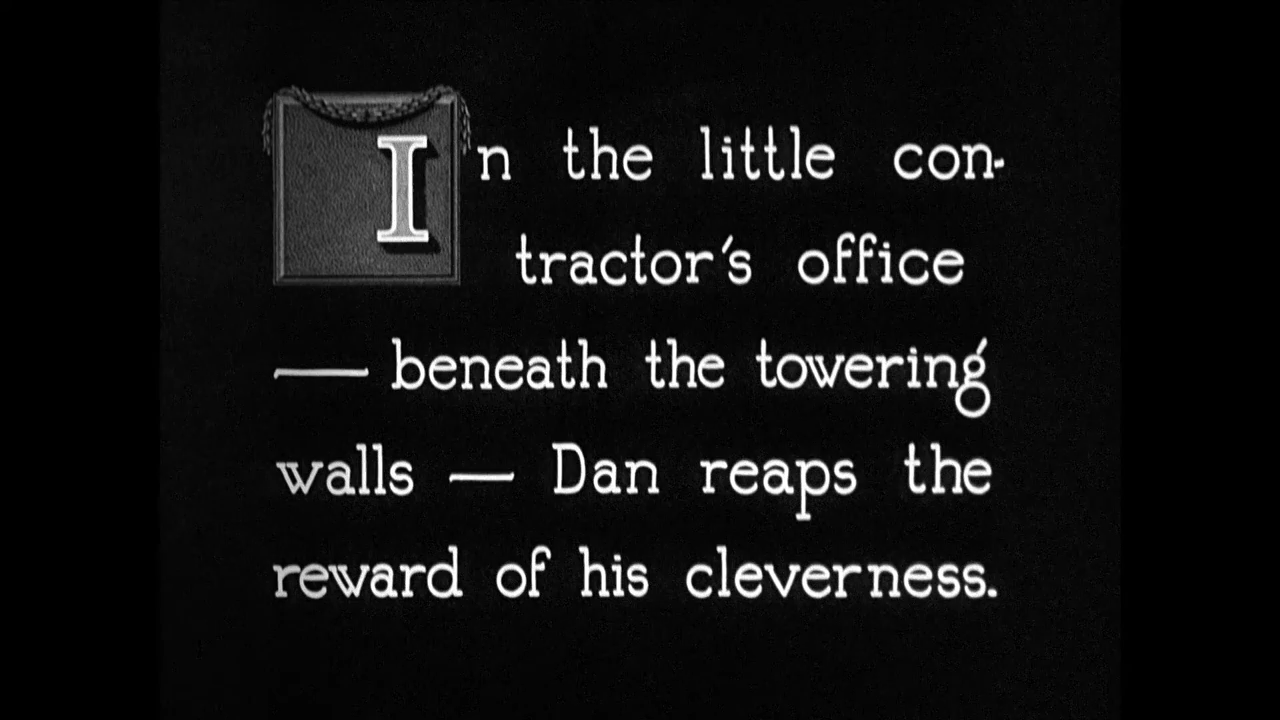 In the little con-
tractor's office
— beneath the towering
walls — Dan reaps the
reward of his cleverness.